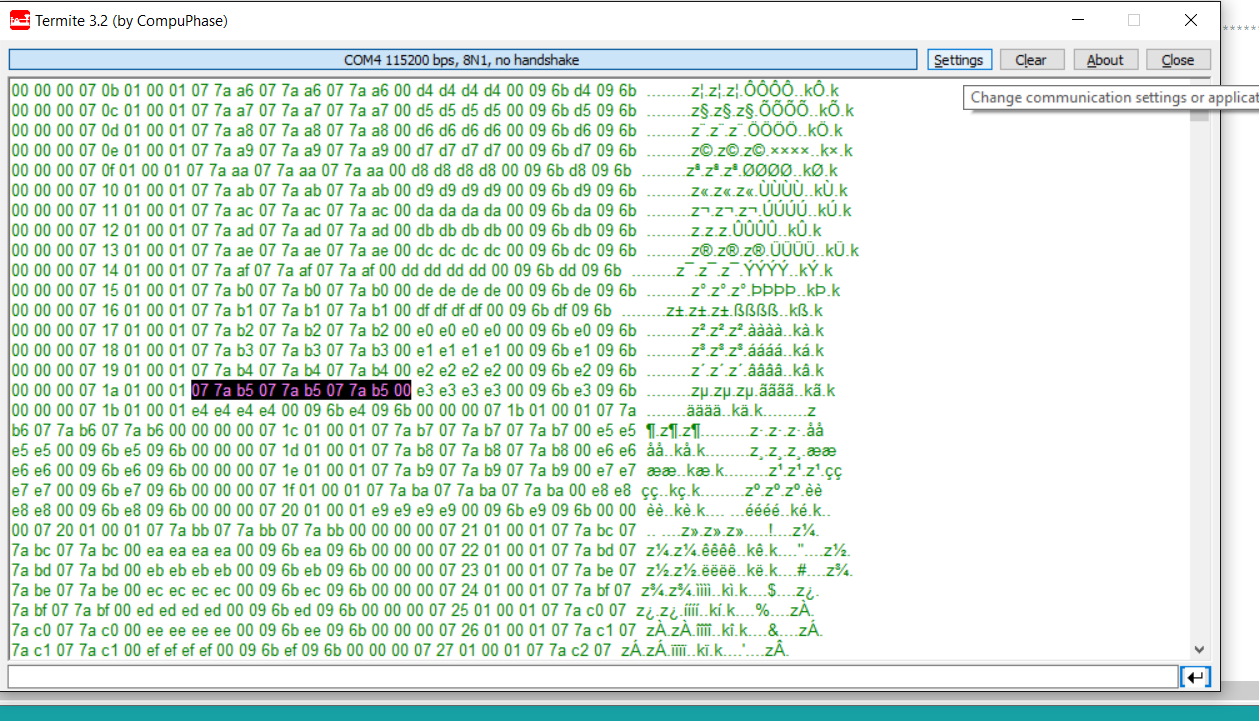 Termite 3.2 (by CompuPhase)
COM4 115200 bps, 8N1, no handshake
Settings
Clear
About
Close
Change communication settings or applicat
00 00 00 07 0b 01 00 01 07 7a a6 07 7a a6 07 7a a6 00 d4 d4 d4 d4 00 09 6b d4 09 6b .........z¦.z¦.z¦.ÔÔÔÔ..kÔ.k
00 00 00 07 0c 01 00 01 07 7a a7 07 7a a7 07 7a a7 00 d5 d5 d5 d5 00 09 6b d5 09 6b .........z§.z§.z§.ÕÕÕÕ..kÕ.k
00 00 00 07 0d 01 00 01 07 7a a8 07 7a a8 07 7a a8 00 d6 d6 d6 d6 00 09 6b d6 09 6b .........z¨.z¨.z¨.ÖÖÖÖ..kÖ.k
00 00 00 07 0e 01 00 01 07 7a a9 07 7a a9 07 7a a9 00 d7 d7 d7 d7 00 09 6b d7 09 6b .........z©.z©.z©.××××..k×.k
00 00 00 07 0f 01 00 01 07 7a aa 07 7a aa 07 7a aa 00 d8 d8 d8 d8 00 09 6b d8 09 6b .........zª.zª.zª.ØØØØ..kØ.k
00 00 00 07 10 01 00 01 07 7a ab 07 7a ab 07 7a ab 00 d9 d9 d9 d9 00 09 6b d9 09 6b .........z«.z«.z«.ÙÙÙÙ..kÙ.k
00 00 00 07 11 01 00 01 07 7a ac 07 7a ac 07 7a ac 00 da da da da 00 09 6b da 09 6b .........z¬.z¬.z¬.ÚÚÚÚ..kÚ.k
00 00 00 07 12 01 00 01 07 7a ad 07 7a ad 07 7a ad 00 db db db db 00 09 6b db 09 6b .........z.z.z.ÛÛÛÛ..kÛ.k
00 00 00 07 13 01 00 01 07 7a ae 07 7a ae 07 7a ae 00 dc dc dc dc 00 09 6b dc 09 6b .........z®.z®.z®.ÜÜÜÜ..kÜ.k
00 00 00 07 14 01 00 01 07 7a af 07 7a af 07 7a af 00 dd dd dd dd 00 09 6b dd 09 6b .........z¯.z¯.z¯.ÝÝÝÝ..kÝ.k
00 00 00 07 15 01 00 01 07 7a b0 07 7a b0 07 7a b0 00 de de de de 00 09 6b de 09 6b .........z°.z°.z°.ÞÞÞÞ..kÞ.k
00 00 00 07 16 01 00 01 07 7a b1 07 7a b1 07 7a b1 00 df df df df 00 09 6b df 09 6b .........z±.z±.z±.ßßßß..kß.k
00 00 00 07 17 01 00 01 07 7a b2 07 7a b2 07 7a b2 00 e0 e0 e0 e0 00 09 6b e0 09 6b .........z².z².z².àààà..kà.k
00 00 00 07 18 01 00 01 07 7a b3 07 7a b3 07 7a b3 00 e1 e1 e1 e1 00 09 6b e1 09 6b .........z³.z³.z³.áááá..ká.k
00 00 00 07 19 01 00 01 07 7a b4 07 7a b4 07 7a b4 00 e2 e2 e2 e2 00 09 6b e2 09 6b .........z´.z´.z´.ââââ..kâ.k
00 00 00 07 1a 01 00 01 07 7a b5 07 7a b5 07 7a b5 00 e3 e3 e3 e3 00 09 6b e3 09 6b .........zµ.zµ.zµ.ãããã..kã.k
00 00 00 07 1b 01 00 01 e4 e4 e4 e4 00 09 6b e4 09 6b 00 00 00 07 1b 01 00 01 07 7a ........ääää..kä.k.........z
b6 07 7a b6 07 7a b6 00 00 00 00 07 1c 01 00 01 07 7a b7 07 7a b7 07 7a b7 00 e5 e5 ¶.z¶.z¶..........z·.z·.z·.åå
e5 e5 00 09 6b e5 09 6b 00 00 00 07 1d 01 00 01 07 7a b8 07 7a b8 07 7a b8 00 e6 e6 åå..kå.k.........z¸.z¸.z¸.ææ
e6 e6 00 09 6b e6 09 6b 00 00 00 07 1e 01 00 01 07 7a b9 07 7a b9 07 7a b9 00 e7 e7 ææ..kæ.k.........z¹.z¹.z¹.çç
e7 e7 00 09 6b e7 09 6b 00 00 00 07 1f 01 00 01 07 7a ba 07 7a ba 07 7a ba 00 e8 e8 çç..kç.k.........zº.zº.zº.èè
e8 e8 00 09 6b e8 09 6b 00 00 00 07 20 01 00 01 e9 e9 e9 e9 00 09 6b e9 09 6b 00 00 èè..kè.k.... ...éééé..ké.k..
00 07 20 01 00 01 07 7a bb 07 7a bb 07 7a bb 00 00 00 00 07 21 01 00 01 07 7a bc 07 .. ....z».z».z».....!....z¼.
7a bc 07 7a bc 00 ea ea ea ea 00 09 6b ea 09 6b 00 00 00 07 22 01 00 01 07 7a bd 07 z¼.z¼.êêêê..kê.k...."....z½.
7a bd 07 7a bd 00 eb eb eb eb 00 09 6b eb 09 6b 00 00 00 07 23 01 00 01 07 7a be 07 z½.z½.ëëëë..kë.k....#....z¾.
7a be 07 7a be 00 ec ec ec ec 00 09 6b ec 09 6b 00 00 00 07 24 01 00 01 07 7a bf 07 z¾.z¾.ìììì..kì.k....$....z¿.
7a bf 07 7a bf 00 ed ed ed ed 00 09 6b ed 09 6b 00 00 00 07 25 01 00 01 07 7a c0 07 z¿.z¿.íííí..kí.k....%....zÀ.
7a c0 07 7a c0 00 ee ee ee ee 00 09 6b ee 09 6b 00 00 00 07 26 01 00 01 07 7a c1 07 zÀ.zÀ.îîîî..kî.k....&....zÁ.
7a c1 07 7a c1 00 ef ef ef ef 00 09 6b ef 09 6b 00 00 00 07 27 01 00 01 07 7a c2 07 zÁ.zÁ.ïïïï..kï.k....'....zÂ.